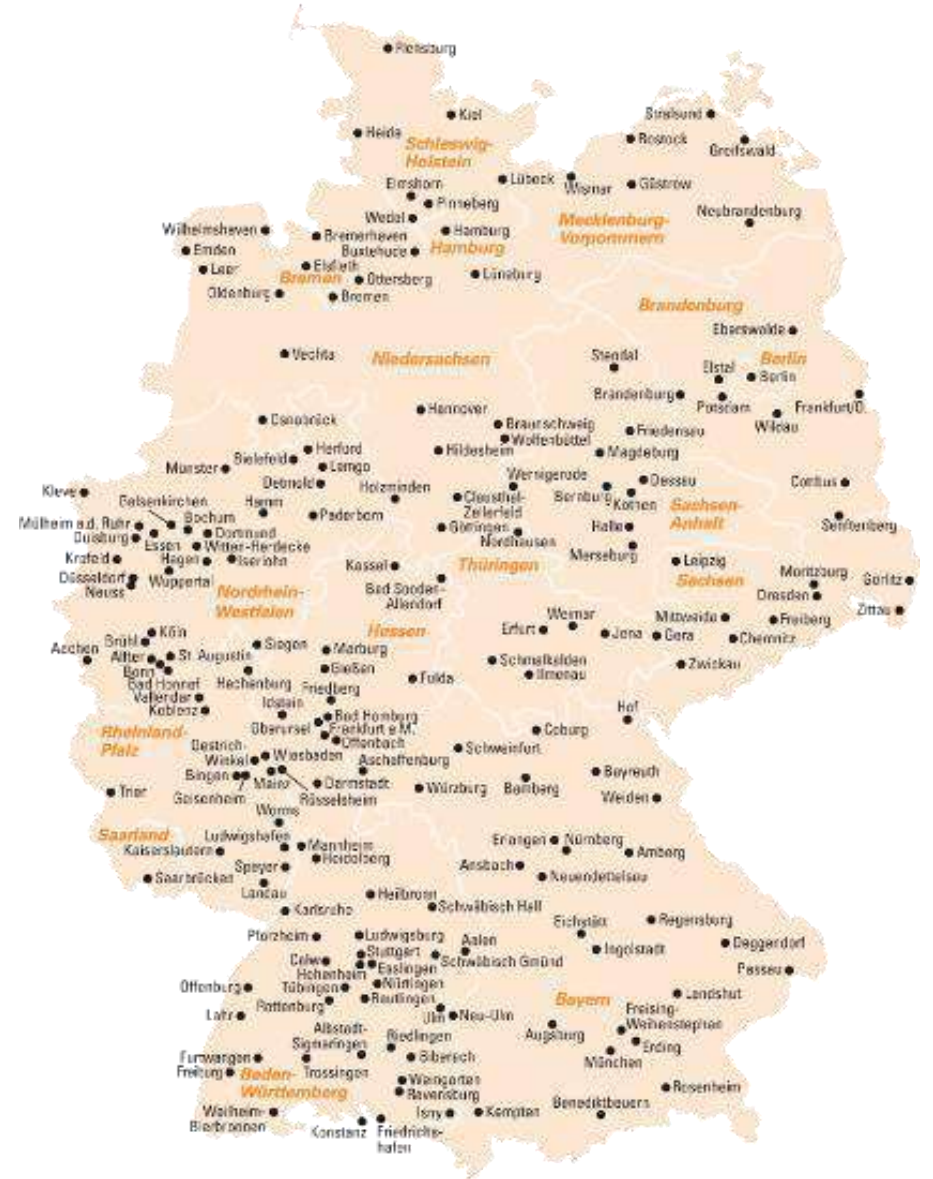 Flensburg
Kiel
Stralsund
Heide
Rostock
Greifswald
Schleswig-
Holstein
Lübeck
Wismar
Güstrow
Elmshorn
Pinneberg
Neubrandenburg
Wedel
Mecklenburg-
Vorpommern
Wilhelmshaven
Bremerhaven
Hamburg
Emden
Buxtehude
Hamburg
Leer
Elsfleth
Bremen
Ottersberg
Lüneburg
Oldenburg
Bremen
Brandenburg
Eberswalde
Vechta
Niedersachsen
Stendal
Berlin
Elstal
Berlin
Brandenburg
Potsdam
Frankfurt/O.
Wildau
Hannover
Osnabrück
Braunschweig
Friedensau
Wolfenbüttel
Herford
Hildesheim
Magdeburg
Bielefeld
Lemgo
Münster
Wernigerode
Detmold
Holzminden
Dessau
Cottbus
Kleve
Gelsenkirchen
Hamm
Clausthal-
Zellerfeld
Bernburg
Köthen
Sachsen-
Anhalt
Paderborn
Bochum
Mülheim a.d. Ruhr
Göttingen
Halle
Senftenberg
Duisburg
Essen
Dortmund
Nordhausen
Witten-Herdecke
Merseburg
Krefeld
Hagen
Iserlohn
Kassel
Thüringen
Leipzig
Sachsen
Moritzburg
Görlitz
Düsseldorf
Wuppertal
Neuss
Bad Sooden-
Allendorf
Dresden
Nordrhein-
Westfalen
Zittau
Weimar
Mittweida
Freiberg
Hessen
Erfurt
Jena
Gera
Chemnitz
Köln
Brühl
Siegen
Aachen
Alfter
St. Augustin
Marburg
Schmalkalden
Zwickau
Bonn
Gießen
Ilmenau
Bad Honnef
Hachenburg
Fulda
Vallendar
Friedberg
Koblenz
Idstein
Hof
Bad Homburg
Oberursel
Frankfurt a.M.
Coburg
Rheinland-
Pfalz
Offenbach
Oestrich-
Winkel
Wiesbaden
Schweinfurt
Aschaffenburg
Bingen
Mainz
Bayreuth
Trier
Geisenheim
Darmstadt
Würzburg
Bamberg
Rüsselsheim
Weiden
Worms
Saarland
Ludwigshafen
Mannheim
Erlangen
Nürnberg
Kaiserslautern
Heidelberg
Amberg
Speyer
Ansbach
Saarbrücken
Neuendettelsau
Landau
Heilbronn
Karlsruhe
Schwäbisch Hall
Eichstätt
Regensburg
Pforzheim
Ludwigsburg
Aalen
Deggendorf
Stuttgart
Ingolstadt
Calw
Schwäbisch Gmünd
Hohenheim
Esslingen
Passau
Offenburg
Tübingen
Nürtingen
Landshut
Rottenburg
Reutlingen
Bayern
Lahr
Ulm
Neu-Ulm
Freising-
Weihenstephan
Albstadt-
Sigmaringen
Riedlingen
Augsburg
Erding
Furtwangen
Biberach
München
Freiburg
Trossingen
Baden-
Württemberg
Weingarten
Ravensburg
Rosenheim
Weilheim-
Bierbronnen
Isny
Kempten
Benediktbeuern
Konstanz
Friedrichs-
hafen